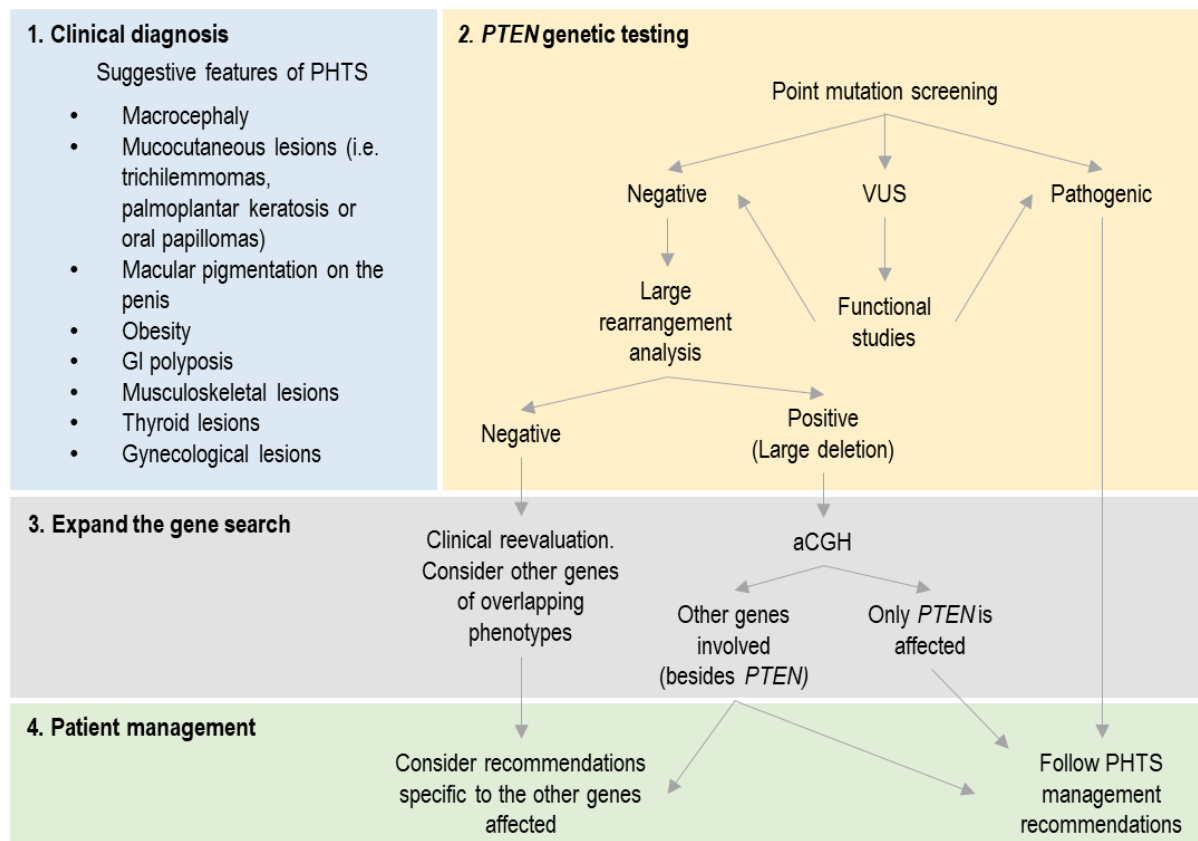 1. Clinical diagnosis
Suggestive features of PHTS
• Macrocephaly
• Mucocutaneous lesions (i.e.
trichilemmomas,
palmoplantar keratosis or
oral papillomas)
• Macular pigmentation on the
penis
• Obesity
• GI polyposis
• Musculoskeletal lesions
• Thyroid lesions
• Gynecological lesions
2. PTEN genetic testing
Point mutation screening
Negative
VUS
Pathogenic
Large
rearrangement
analysis
Functional
studies
Negative
Positive
(Large deletion)
3. Expand the gene search
Clinical reevaluation.
Consider other genes
of overlapping
phenotypes
aCGH
Other genes
involved
(besides PTEN)
Only PTEN is
affected
4. Patient management
Consider recommendations
specific to the other genes
affected
Follow PHTS
management
recommendations